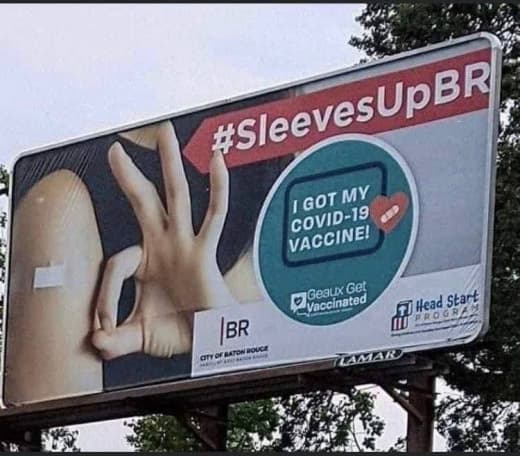 #SleevesUpBR
I GOT MY
COVID-19
VACCINE!
Geaux Get
Vaccinated
BR
CITY OF BATON ROUGE
Head Start
PROGRAM
LAMAR